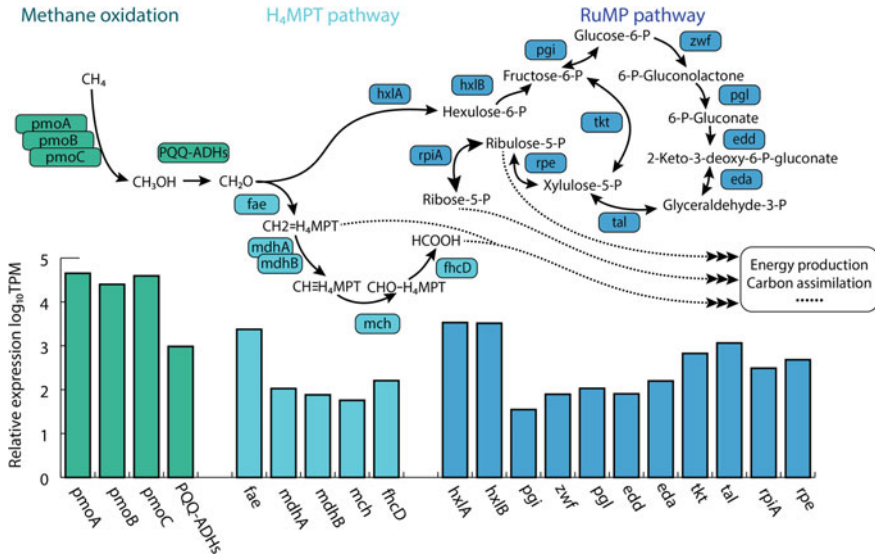 Methane oxidation
H₄MPT pathway
RuMP pathway
CH₄
pmoA
pmoB
pmoC
PQQ-ADHs
CH₃OH
CH₂O
hxlA
Hexulose-6-P
hxlB
Fructose-6-P
pgi
Glucose-6-P
zwf
6-P-Gluconolactone
pgl
6-P-Gluconate
edd
2-Keto-3-deoxy-6-P-gluconate
eda
Glyceraldehyde-3-P
tal
Xylulose-5-P
tkt
rpe
Ribulose-5-P
rpiA
Ribose-5-P
fae
CH2=H₄MPT
mdhA
mdhB
CH≡H₄MPT
mch
CHO–H₄MPT
fhcD
HCOOH
Energy production
Carbon assimilation
......
Relative expression log₁₀TPM
5
4
3
2
1
0
pmoA
pmoB
pmoC
PQQ-ADHs
fae
mdhA
mdhB
mch
fhcD
hxlA
hxlB
pgi
zwf
pgl
edd
eda
tkt
tal
rpiA
rpe